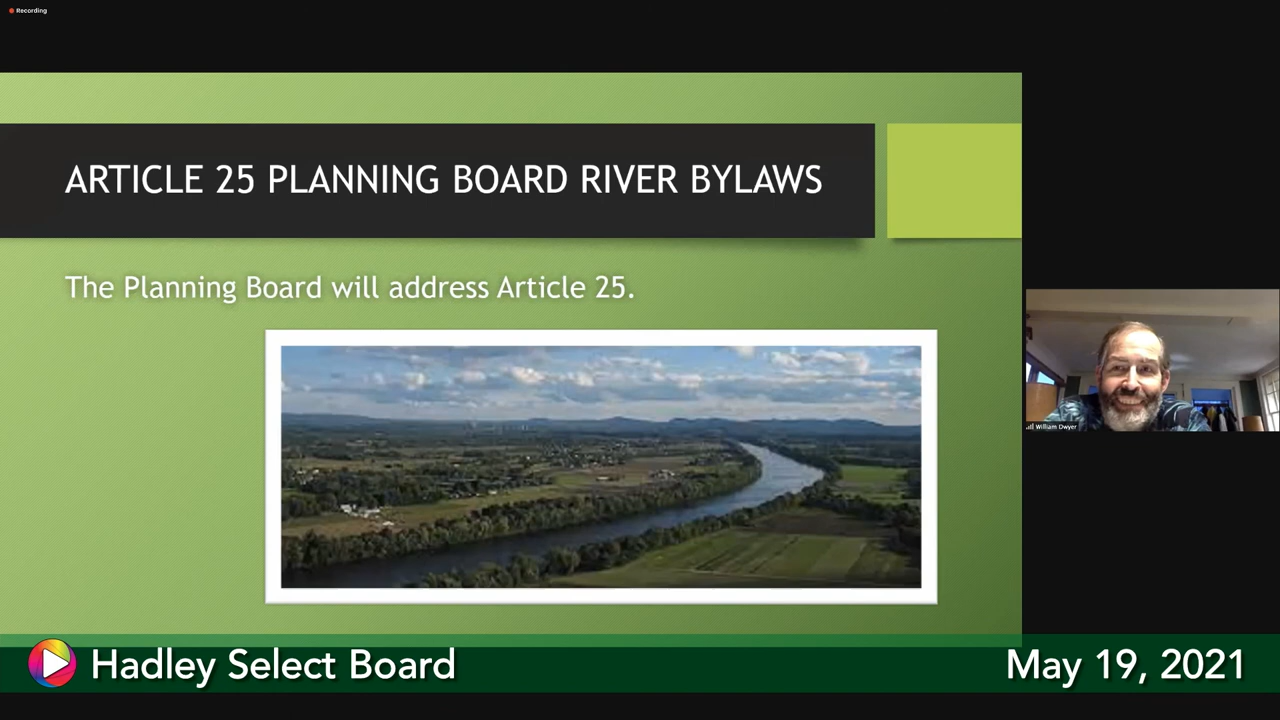 Recording
ARTICLE 25 PLANNING BOARD RIVER BYLAWS
The Planning Board will address Article 25.
William Dwyer
Hadley Select Board
May 19, 2021